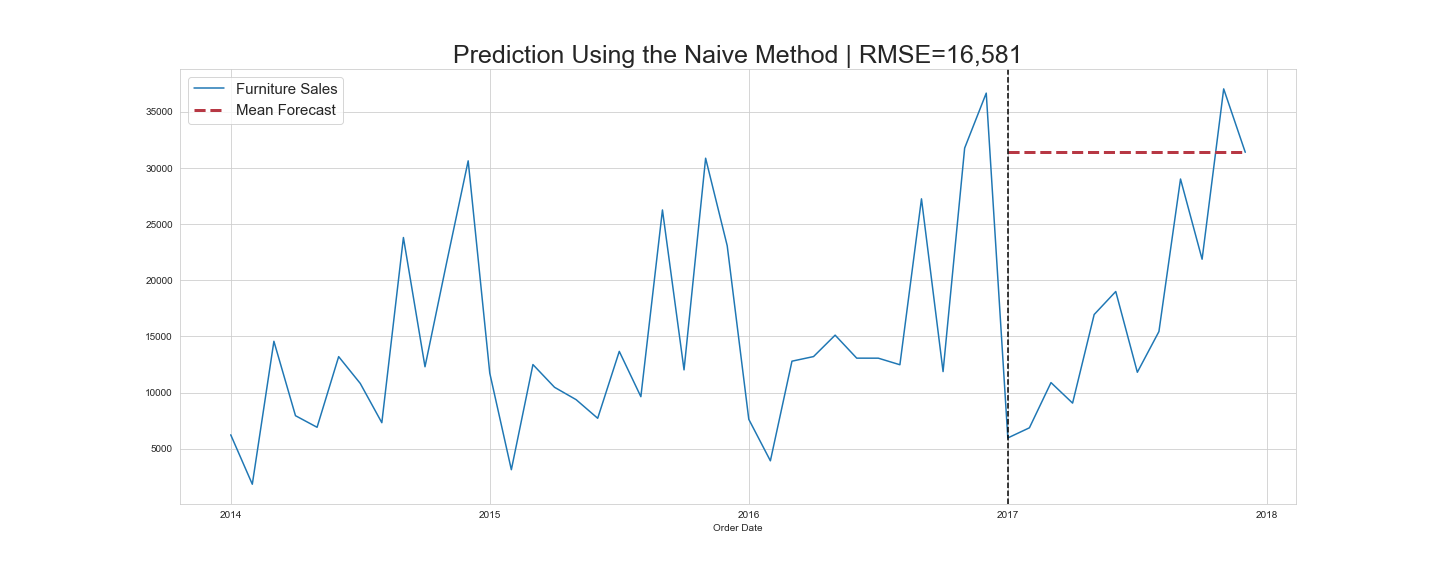 Prediction Using the Naive Method | RMSE=16,581
Furniture Sales
Mean Forecast
35000
30000
25000
20000
15000
10000
5000
2014 2015 2016 2017 2018
Order Date